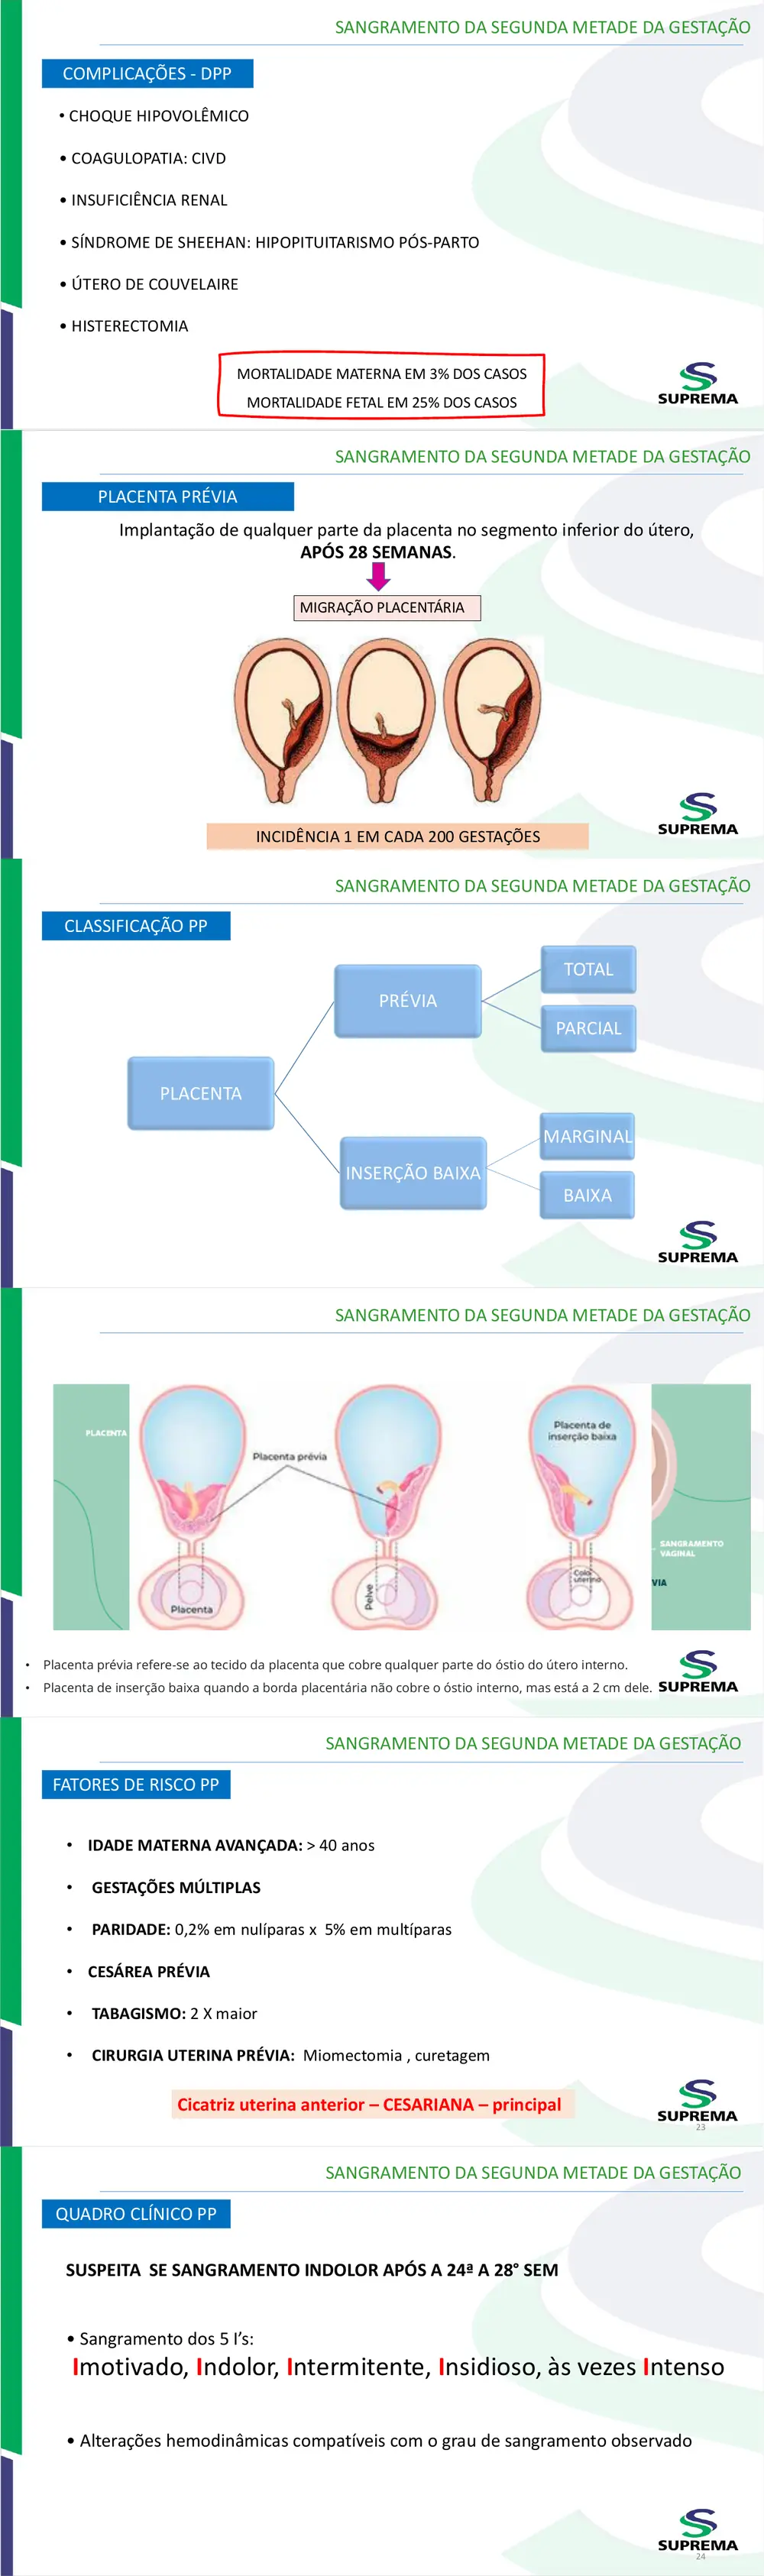 SANGRAMENTO DA SEGUNDA METADE DA GESTAÇÃO
COMPLICAÇÕES - DPP
• CHOQUE HIPOVOLÊMICO
• COAGULOPATIA: CIVD
• INSUFICIÊNCIA RENAL
• SÍNDROME DE SHEEHAN: HIPOPITUITARISMO PÓS-PARTO
• ÚTERO DE COUVELAIRE
• HISTERECTOMIA
MORTALIDADE MATERNA EM 3% DOS CASOS
MORTALIDADE FETAL EM 25% DOS CASOS
SUPREMA
SANGRAMENTO DA SEGUNDA METADE DA GESTAÇÃO
PLACENTA PRÉVIA
Implantação de qualquer parte da placenta no segmento inferior do útero,
APÓS 28 SEMANAS.
MIGRAÇÃO PLACENTÁRIA
INCIDÊNCIA 1 EM CADA 200 GESTAÇÕES
SUPREMA
SANGRAMENTO DA SEGUNDA METADE DA GESTAÇÃO
CLASSIFICAÇÃO PP
PLACENTA
PRÉVIA
TOTAL
PARCIAL
INSERÇÃO BAIXA
MARGINAL
BAIXA
SUPREMA
SANGRAMENTO DA SEGUNDA METADE DA GESTAÇÃO
PLACENTA
Placenta prévia
Placenta de
inserção baixa
Placenta
Pelve
Colo
uterino
SANGRAMENTO
VAGINAL
VIA
• Placenta prévia refere-se ao tecido da placenta que cobre qualquer parte do óstio do útero interno.
• Placenta de inserção baixa quando a borda placentária não cobre o óstio interno, mas está a 2 cm dele.
SUPREMA
SANGRAMENTO DA SEGUNDA METADE DA GESTAÇÃO
FATORES DE RISCO PP
• IDADE MATERNA AVANÇADA: > 40 anos
• GESTAÇÕES MÚLTIPLAS
• PARIDADE: 0,2% em nulíparas x 5% em multíparas
• CESÁREA PRÉVIA
• TABAGISMO: 2 X maior
• CIRURGIA UTERINA PRÉVIA: Miomectomia , curetagem
Cicatriz uterina anterior – CESARIANA – principal
SUPREMA
23
SANGRAMENTO DA SEGUNDA METADE DA GESTAÇÃO
QUADRO CLÍNICO PP
SUSPEITA SE SANGRAMENTO INDOLOR APÓS A 24ª A 28° SEM
• Sangramento dos 5 I's:
Imotivado, Indolor, Intermitente, Insidioso, às vezes Intenso
• Alterações hemodinâmicas compatíveis com o grau de sangramento observado
SUPREMA
24